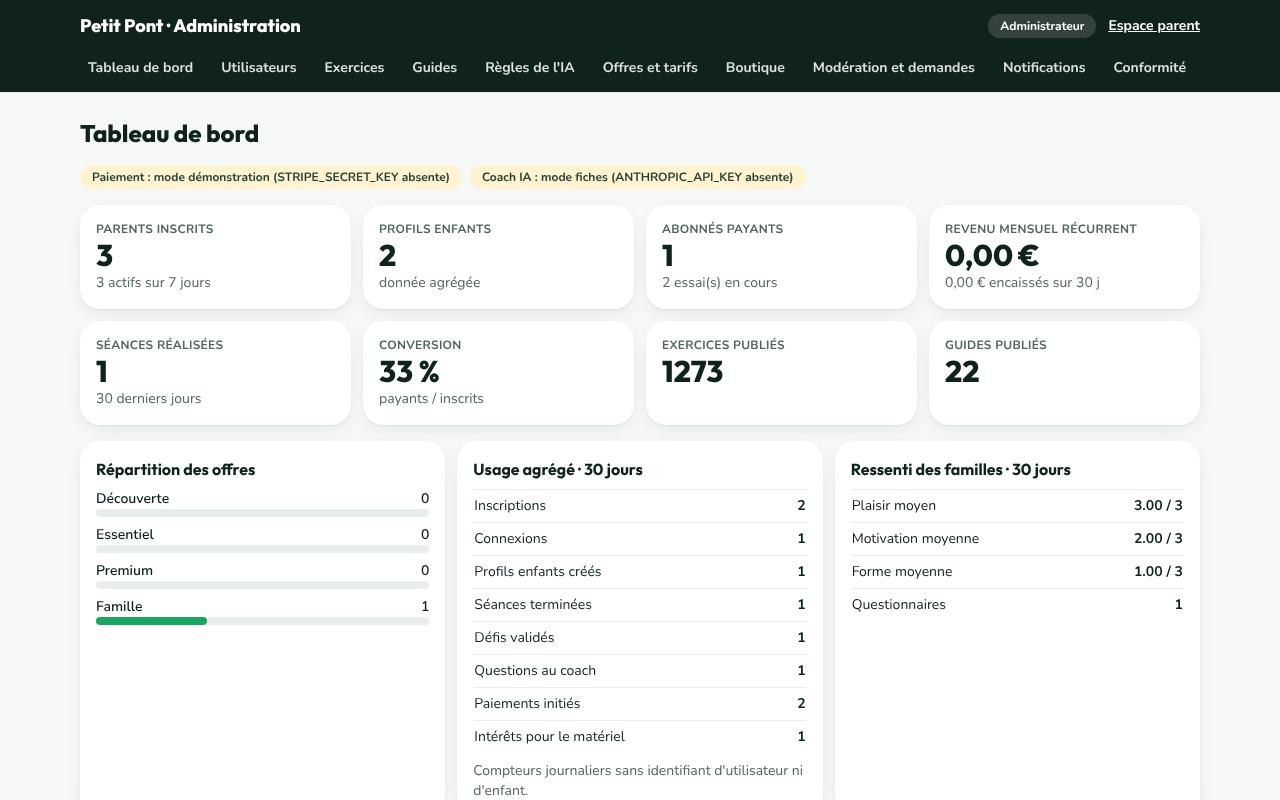 Petit Pont · Administration
Administrateur
Espace parent
Tableau de bord
Utilisateurs
Exercices
Guides
Règles de l'IA
Offres et tarifs
Boutique
Modération et demandes
Notifications
Conformité
Tableau de bord
Paiement : mode démonstration (STRIPE_SECRET_KEY absente)
Coach IA : mode fiches (ANTHROPIC_API_KEY absente)
PARENTS INSCRITS
3
3 actifs sur 7 jours
PROFILS ENFANTS
2
donnée agrégée
ABONNÉS PAYANTS
1
2 essai(s) en cours
REVENU MENSUEL RÉCURRENT
0,00 €
0,00 € encaissés sur 30 j
SÉANCES RÉALISÉES
1
30 derniers jours
CONVERSION
33 %
payants / inscrits
EXERCICES PUBLIÉS
1273
GUIDES PUBLIÉS
22
Répartition des offres
Découverte 0
Essentiel 0
Premium 0
Famille 1
Usage agrégé · 30 jours
Inscriptions 2
Connexions 1
Profils enfants créés 1
Séances terminées 1
Défis validés 1
Questions au coach 1
Paiements initiés 2
Intérêts pour le matériel 1
Compteurs journaliers sans identifiant d'utilisateur ni
d'enfant.
Ressenti des familles · 30 jours
Plaisir moyen 3.00 / 3
Motivation moyenne 2.00 / 3
Forme moyenne 1.00 / 3
Questionnaires 1